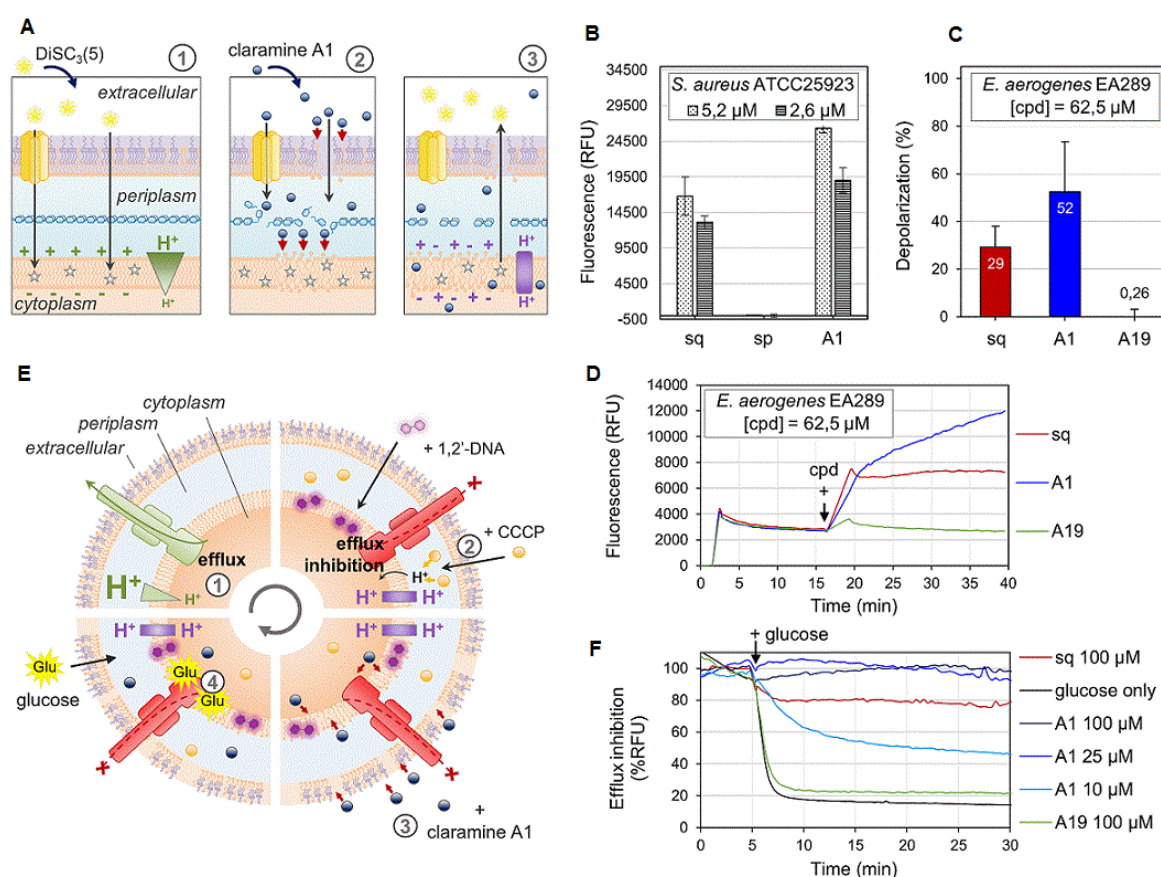 A
DiSC3(5)
1
extracellular
periplasm
+ + + + + +
H+
- - - - -
H+
cytoplasm
claramine A1
2
3
+ - + - +
H+
- + - + -
H+
B
Fluorescence (RFU)
34500
29500
24500
19500
14500
9500
4500
-500
S. aureus ATCC25923
5,2 µM
2,6 µM
sq
sp
A1
C
Depolarization (%)
100
80
60
40
20
0
E. aerogenes EA289
[cpd] = 62,5 µM
29
52
0,26
sq
A1
A19
D
Fluorescence (RFU)
14000
12000
10000
8000
6000
4000
2000
0
E. aerogenes EA289
[cpd] = 62,5 µM
cpd
+
0 5 10 15 20 25 30 35 40
Time (min)
sq
A1
A19
E
cytoplasm
periplasm
extracellular
efflux
1
H+
H+
+ 1,2'-DNA
efflux
inhibition
2
+ CCCP
H+
H+ H+
H+ H+
H+ H+
Glu
glucose
Glu
4
Glu
3
+
claramine A1
F
Efflux inhibition
(%RFU)
+ glucose
100
80
60
40
20
0
0 5 10 15 20 25 30
Time (min)
sq 100 µM
glucose only
A1 100 µM
A1 25 µM
A1 10 µM
A19 100 µM